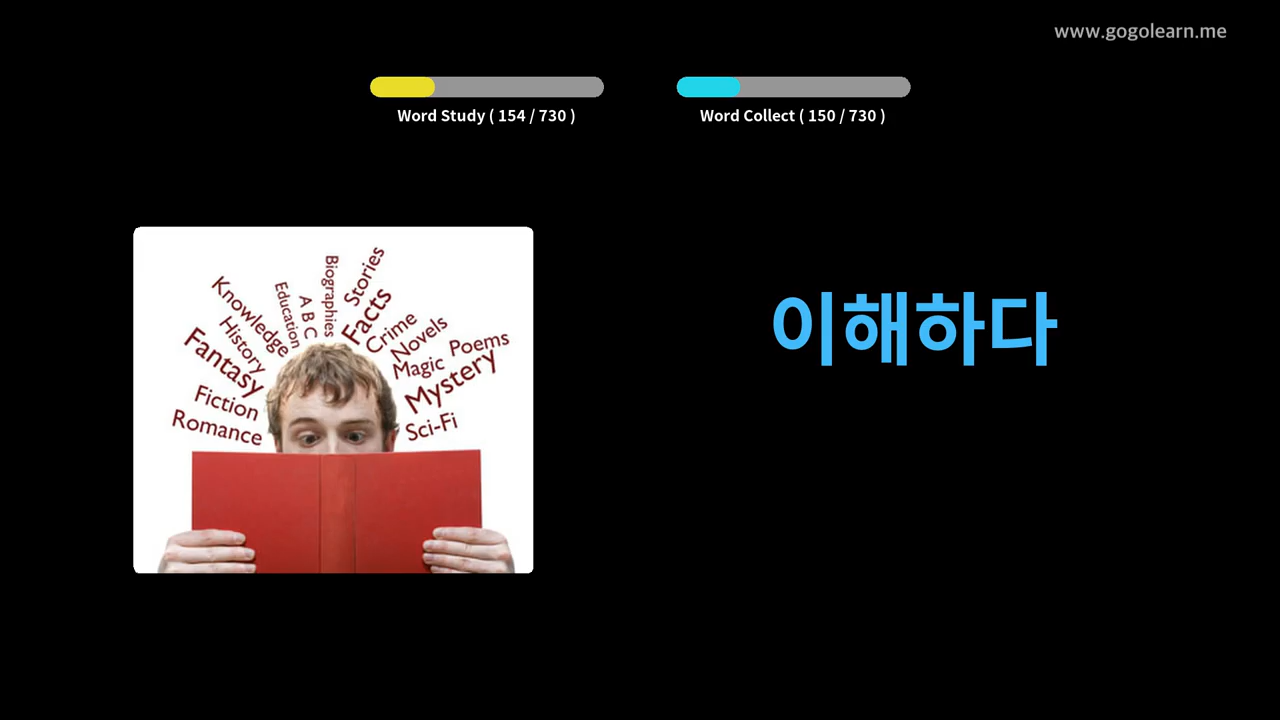 www.gogolearn.me
Word Study ( 154 / 730 )
Word Collect ( 150 / 730 )
Romance
Fiction
Fantasy
History
Knowledge
Education
A B C
Biographies
Stories
Facts
Crime
Novels
Magic
Poems
Mystery
Sci-Fi
이해하다